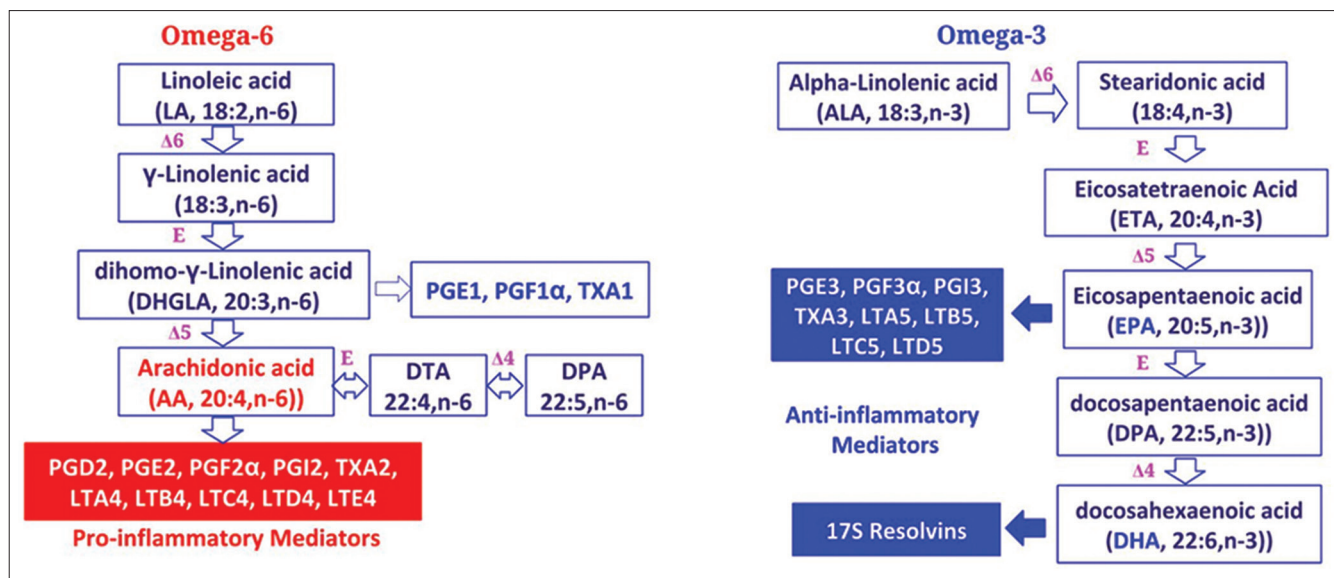 Omega-6
Linoleic acid
(LA, 18:2,n-6)
Δ6
γ-Linolenic acid
(18:3,n-6)
E
dihomo-γ-Linolenic acid
(DHGLA, 20:3,n-6)
PGE1, PGF1α, TXA1
Δ5
Arachidonic acid
(AA, 20:4,n-6))
E
DTA
22:4,n-6
Δ4
DPA
22:5,n-6
PGD2, PGE2, PGF2α, PGI2, TXA2,
LTA4, LTB4, LTC4, LTD4, LTE4
Pro-inflammatory Mediators
Omega-3
Alpha-Linolenic acid
(ALA, 18:3,n-3)
Δ6
Stearidonic acid
(18:4,n-3)
E
Eicosatetraenoic Acid
(ETA, 20:4,n-3)
Δ5
Eicosapentaenoic acid
(EPA, 20:5,n-3))
PGE3, PGF3α, PGI3,
TXA3, LTA5, LTB5,
LTC5, LTD5
E
docosapentaenoic acid
(DPA, 22:5,n-3))
Anti-inflammatory
Mediators
Δ4
docosahexaenoic acid
(DHA, 22:6,n-3))
17S Resolvins